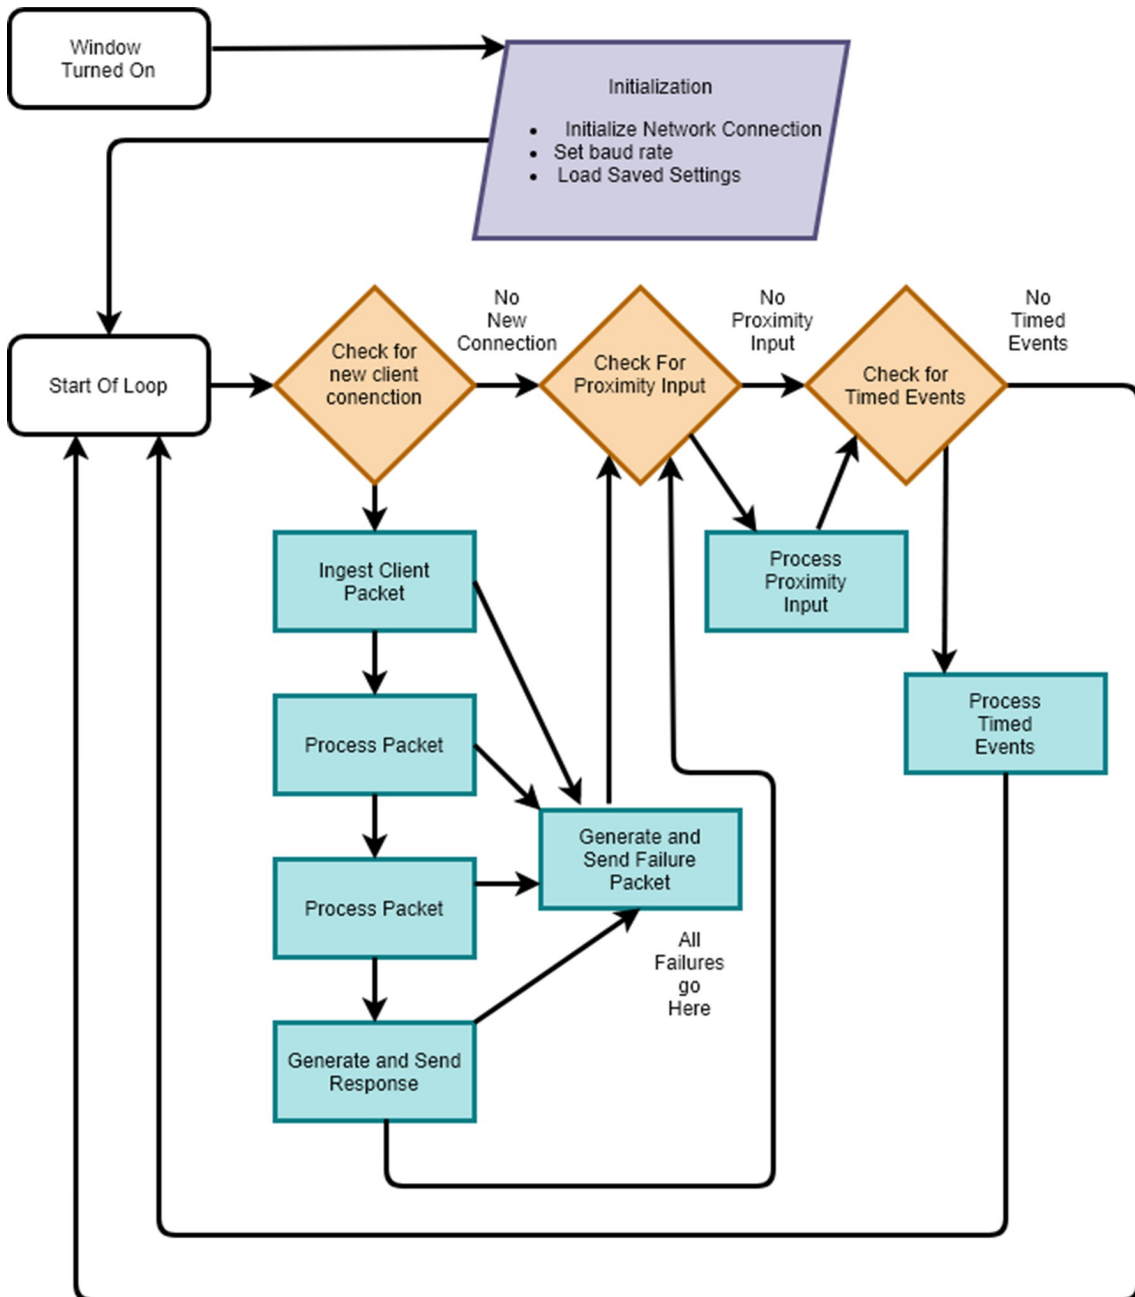 Window
Turned On
Initialization
• Initialize Network Connection
• Set baud rate
• Load Saved Settings
No
New
Connection
No
Proximity
Input
No
Timed
Events
Start Of Loop
Check for
new client
conenction
Check For
Proximity Input
Check for
Timed Events
Ingest Client
Packet
Process
Proximity
Input
Process Packet
Process
Timed
Events
Generate and
Send Failure
Packet
Process Packet
All
Failures
go
Here
Generate and Send
Response